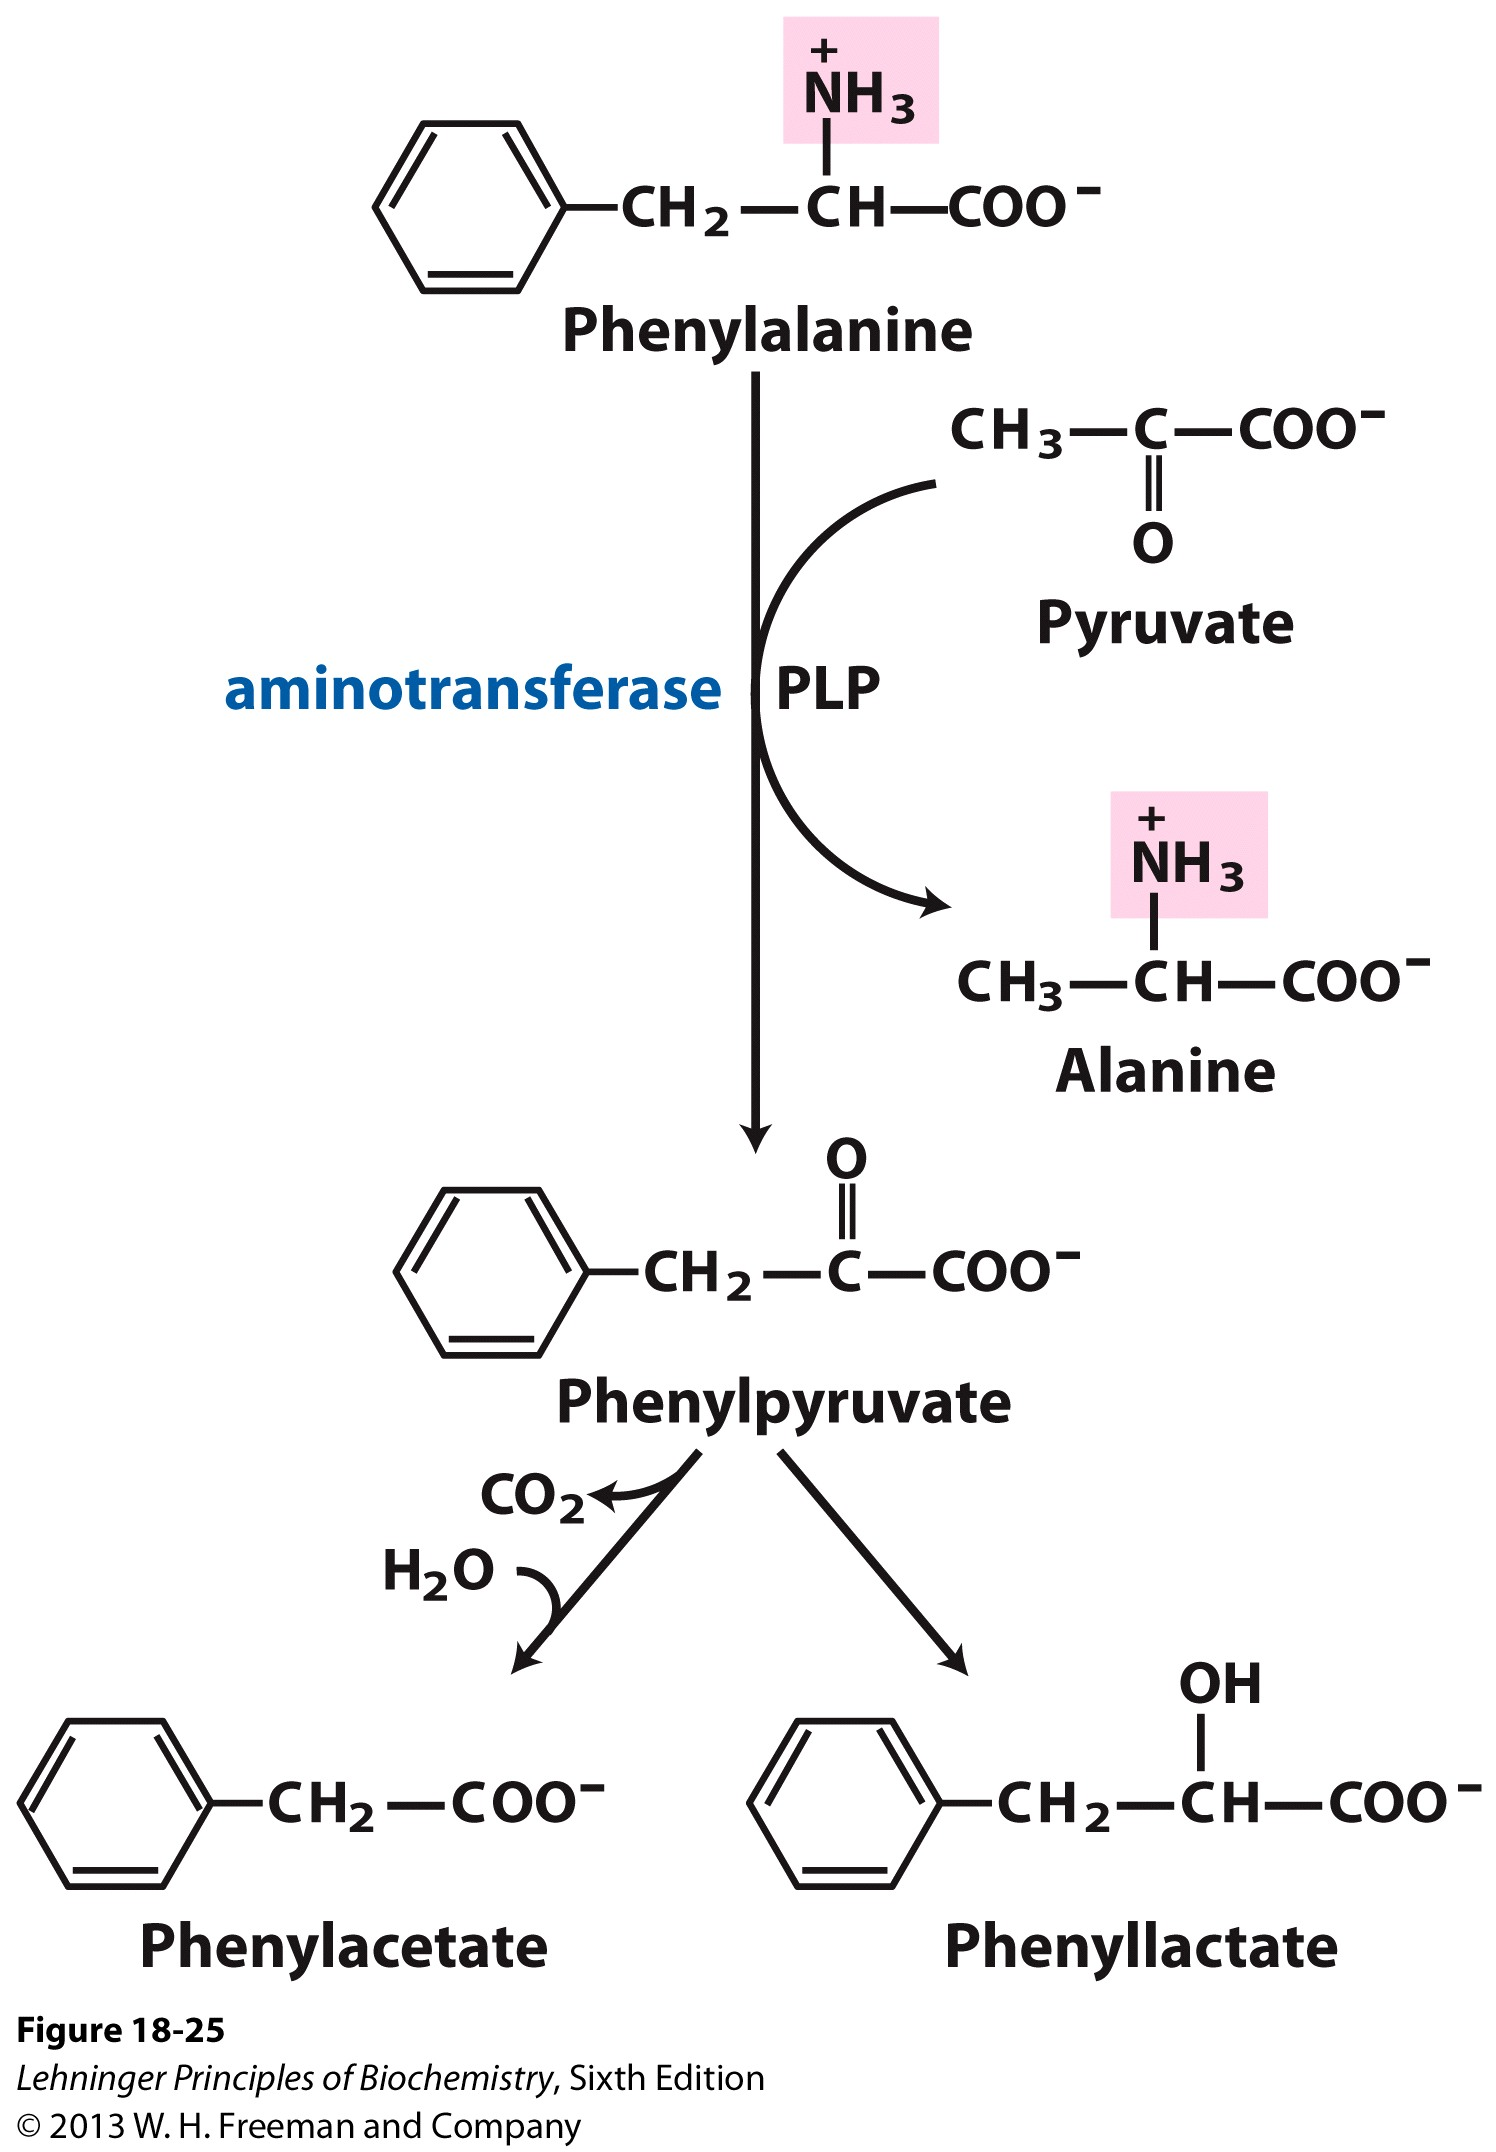 +
NH3
CH2—CH—COO−
Phenylalanine
CH3—C—COO−
O
Pyruvate
aminotransferase PLP
+
NH3
CH3—CH—COO−
Alanine
O
CH2—C—COO−
Phenylpyruvate
CO2
H2O
OH
CH2—COO− CH2—CH—COO−
Phenylacetate Phenyllactate
Figure 18-25
Lehninger Principles of Biochemistry, Sixth Edition
© 2013 W. H. Freeman and Company